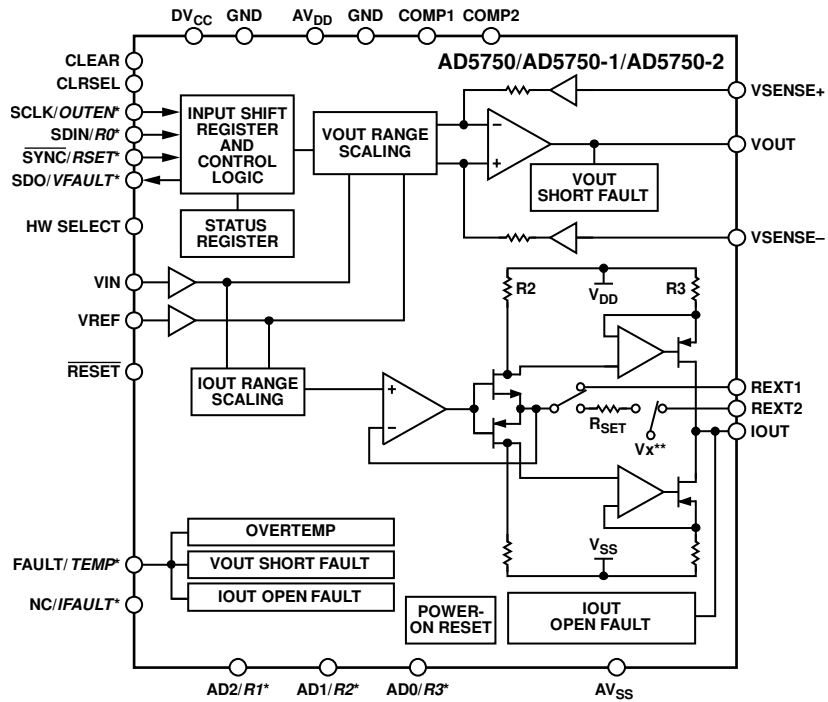 DVCC GND AVDD GND COMP1 COMP2
AD5750/AD5750-1/AD5750-2
CLEAR
CLRSEL
SCLK/OUTEN*
SDIN/R0*
SYNC/RSET*
SDO/VFAULT*
HW SELECT
VIN
VREF
RESET
FAULT/TEMP*
NC/IFAULT*
INPUT SHIFT
REGISTER
AND
CONTROL
LOGIC
STATUS
REGISTER
VOUT RANGE
SCALING
−
+
VOUT
SHORT FAULT
VSENSE+
VOUT
VSENSE–
IOUT RANGE
SCALING
+
−
R2
VDD
R3
RSET
Vx**
VSS
REXT1
REXT2
IOUT
OVERTEMP
VOUT SHORT FAULT
IOUT OPEN FAULT
POWER-
ON RESET
IOUT
OPEN FAULT
AD2/R1* AD1/R2* AD0/R3* AVSS